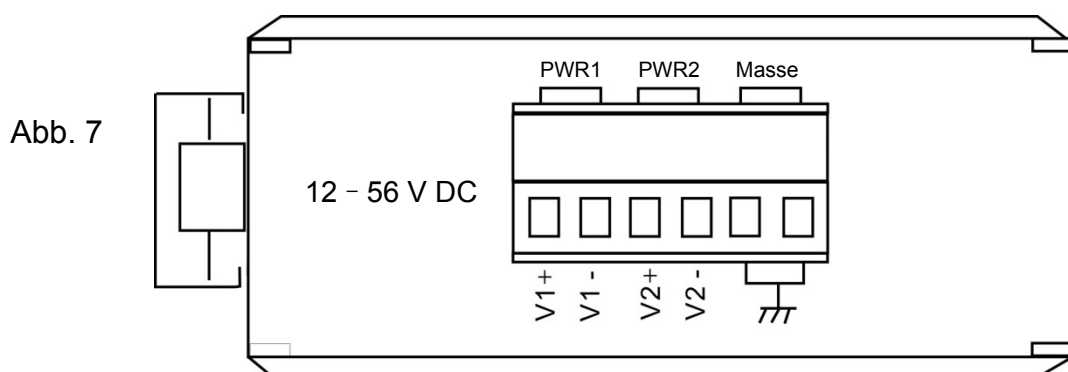 PWR1 PWR2 Masse
Abb. 7
12 – 56 V DC
V1+ V1 - V2+ V2 -